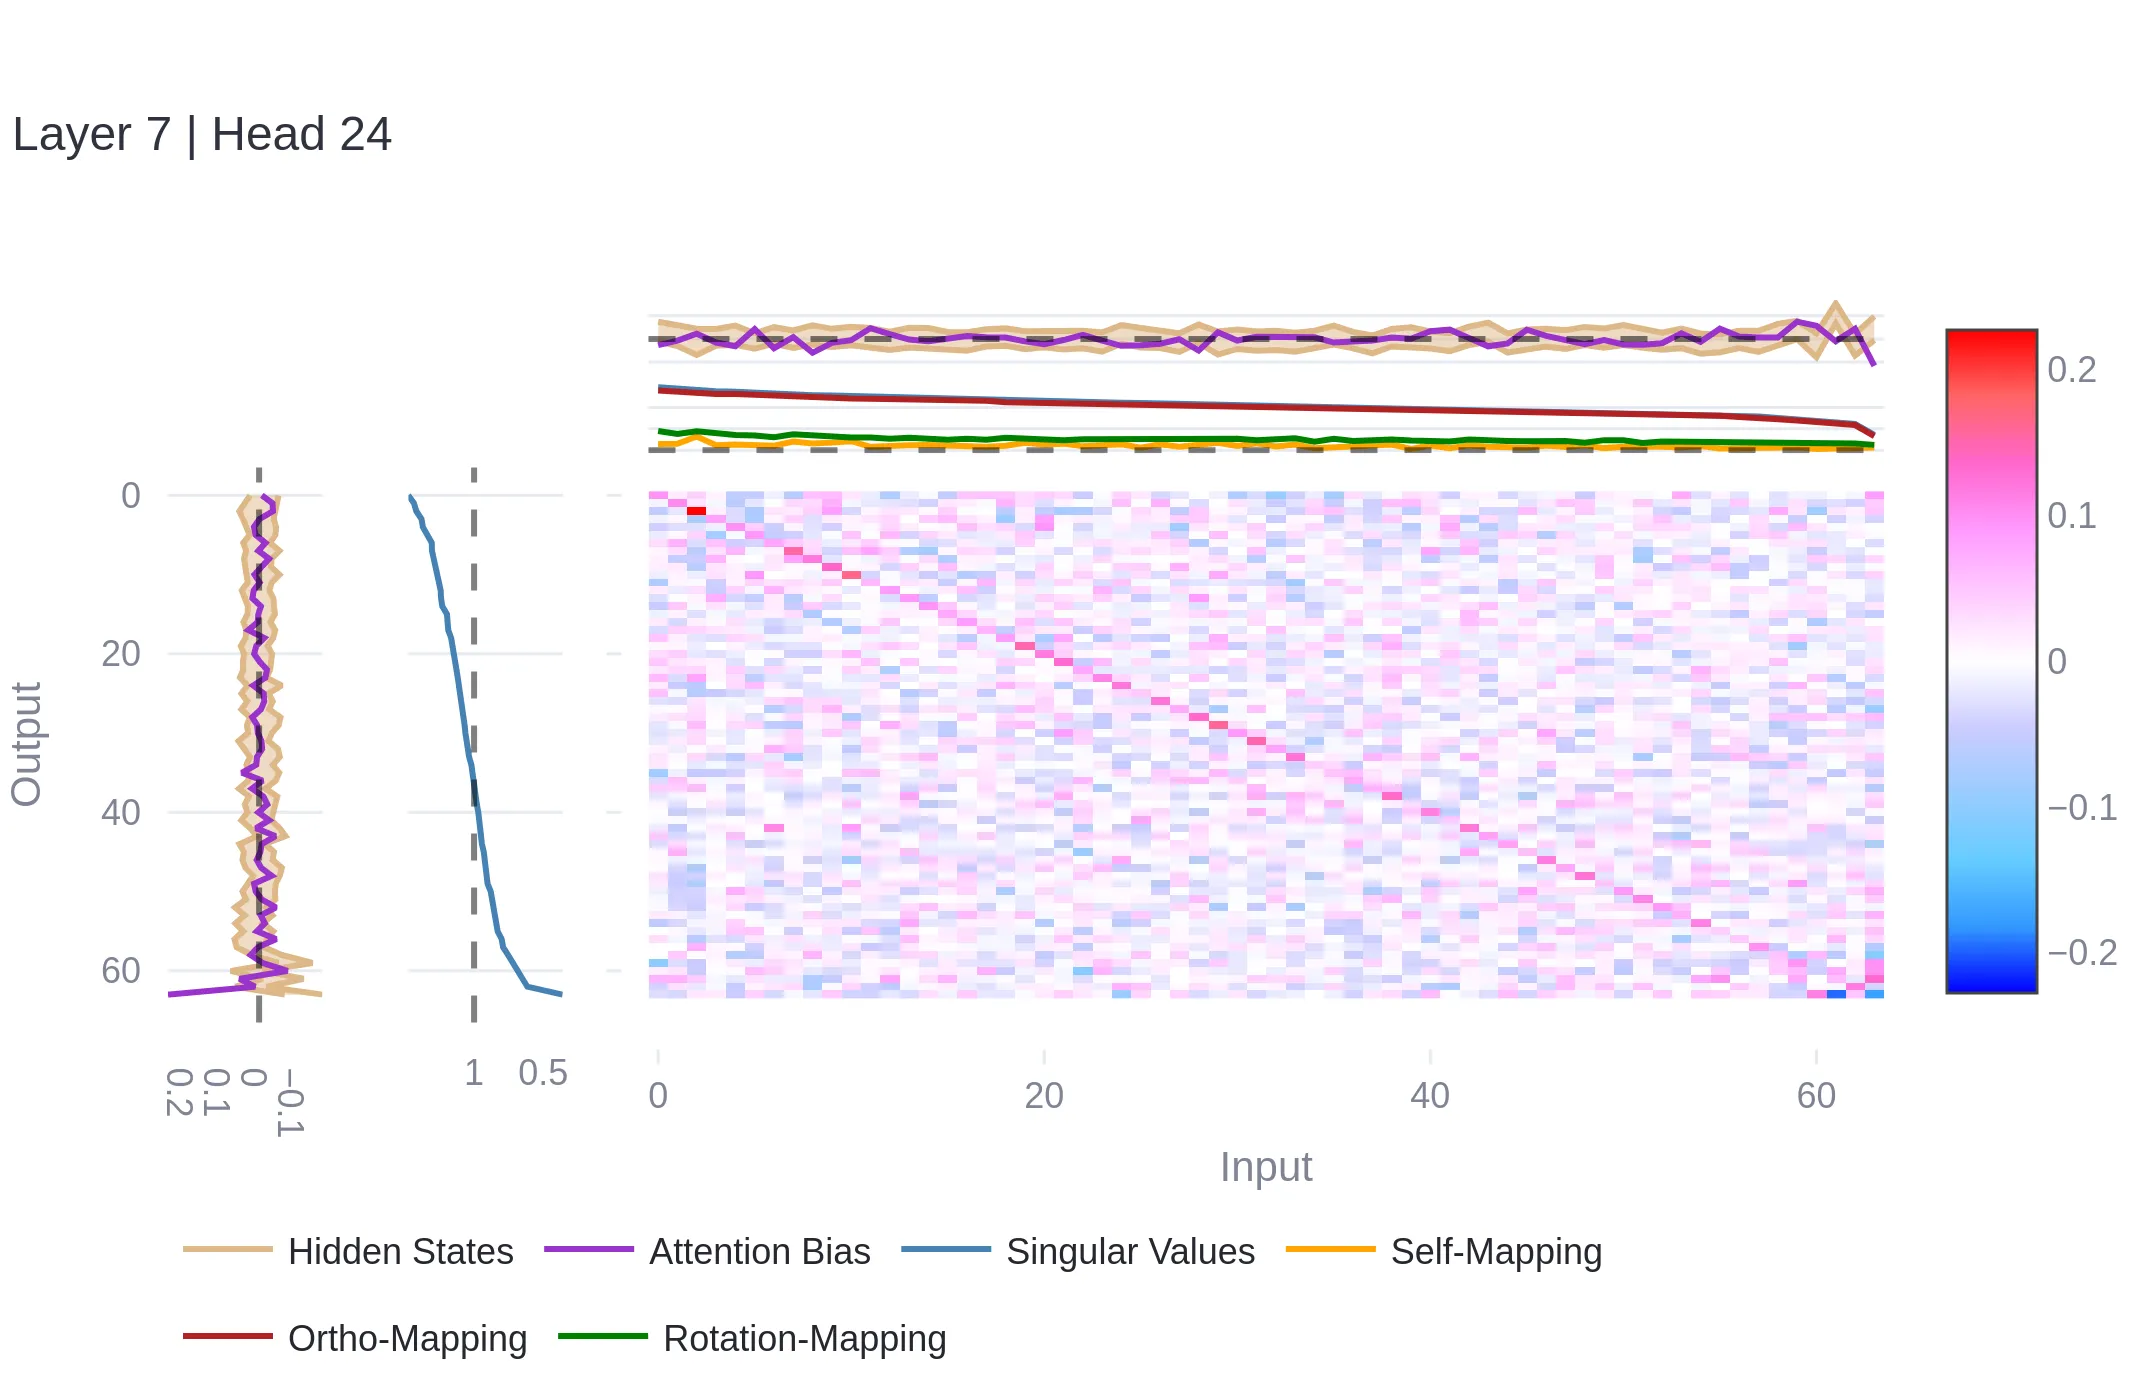 Layer 7 | Head 24
0.2
0.1
0
−0.1
−0.2
0
20
40
60
Output
0.2
0.1
0
−0.1
1
0.5
0
20
40
60
Input
Hidden States
Attention Bias
Singular Values
Self-Mapping
Ortho-Mapping
Rotation-Mapping